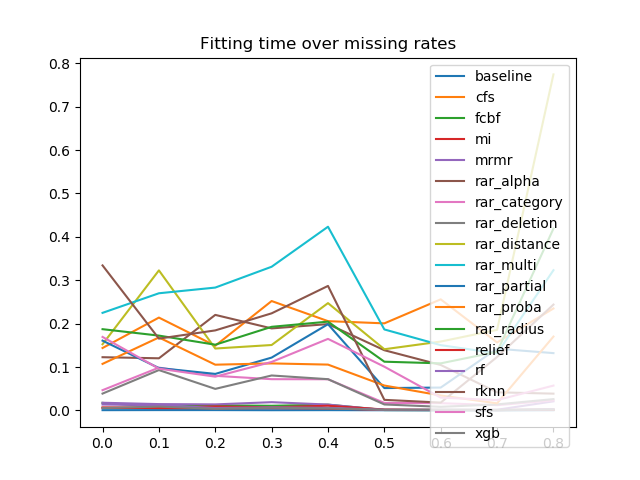 Fitting time over missing rates
0.8
0.7
0.6
0.5
0.4
0.3
0.2
0.1
0.0
0.0 0.1 0.2 0.3 0.4 0.5 0.6 0.7 0.8
baseline
cfs
fcbf
mi
mrmr
rar_alpha
rar_category
rar_deletion
rar_distance
rar_multi
rar_partial
rar_proba
rar_radius
relief
rf
rknn
sfs
xgb